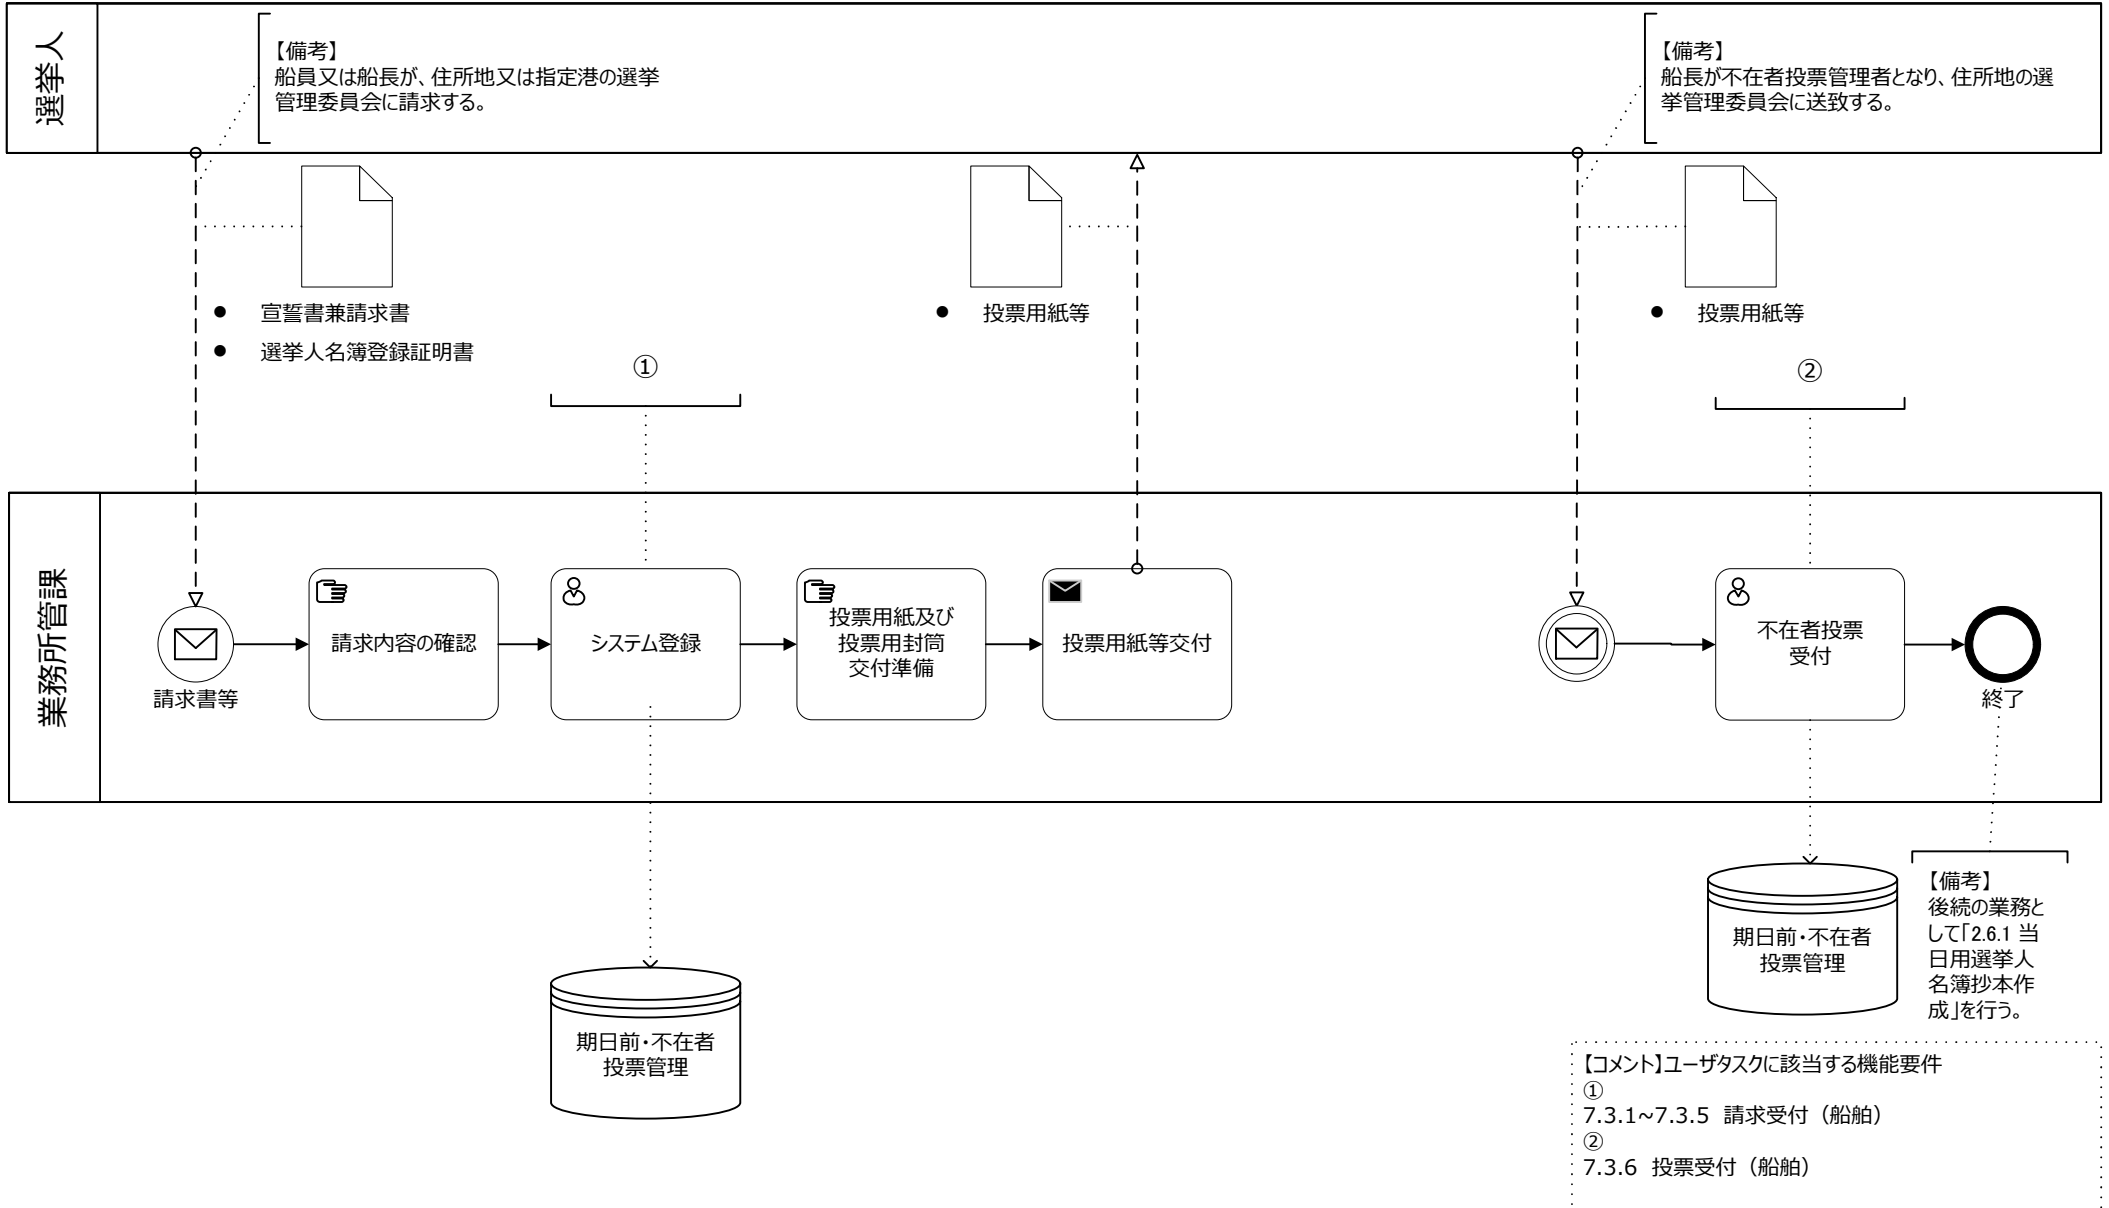 選挙人
【備考】
船員又は船長が、住所地又は指定港の選挙
管理委員会に請求する。
【備考】
船長が不在者投票管理者となり、住所地の選
挙管理委員会に送致する。
● 宣誓書兼請求書
● 選挙人名簿登録証明書
● 投票用紙等
● 投票用紙等
①
②
業務所管課
請求書等
請求内容の確認
システム登録
投票用紙及び
投票用封筒
交付準備
投票用紙等交付
不在者投票
受付
終了
期日前・不在者
投票管理
期日前・不在者
投票管理
【備考】
後続の業務と
して「2.6.1 当
日用選挙人
名簿抄本作
成」を行う。
【コメント】ユーザタスクに該当する機能要件
①
7.3.1~7.3.5 請求受付（船舶）
②
7.3.6 投票受付（船舶）